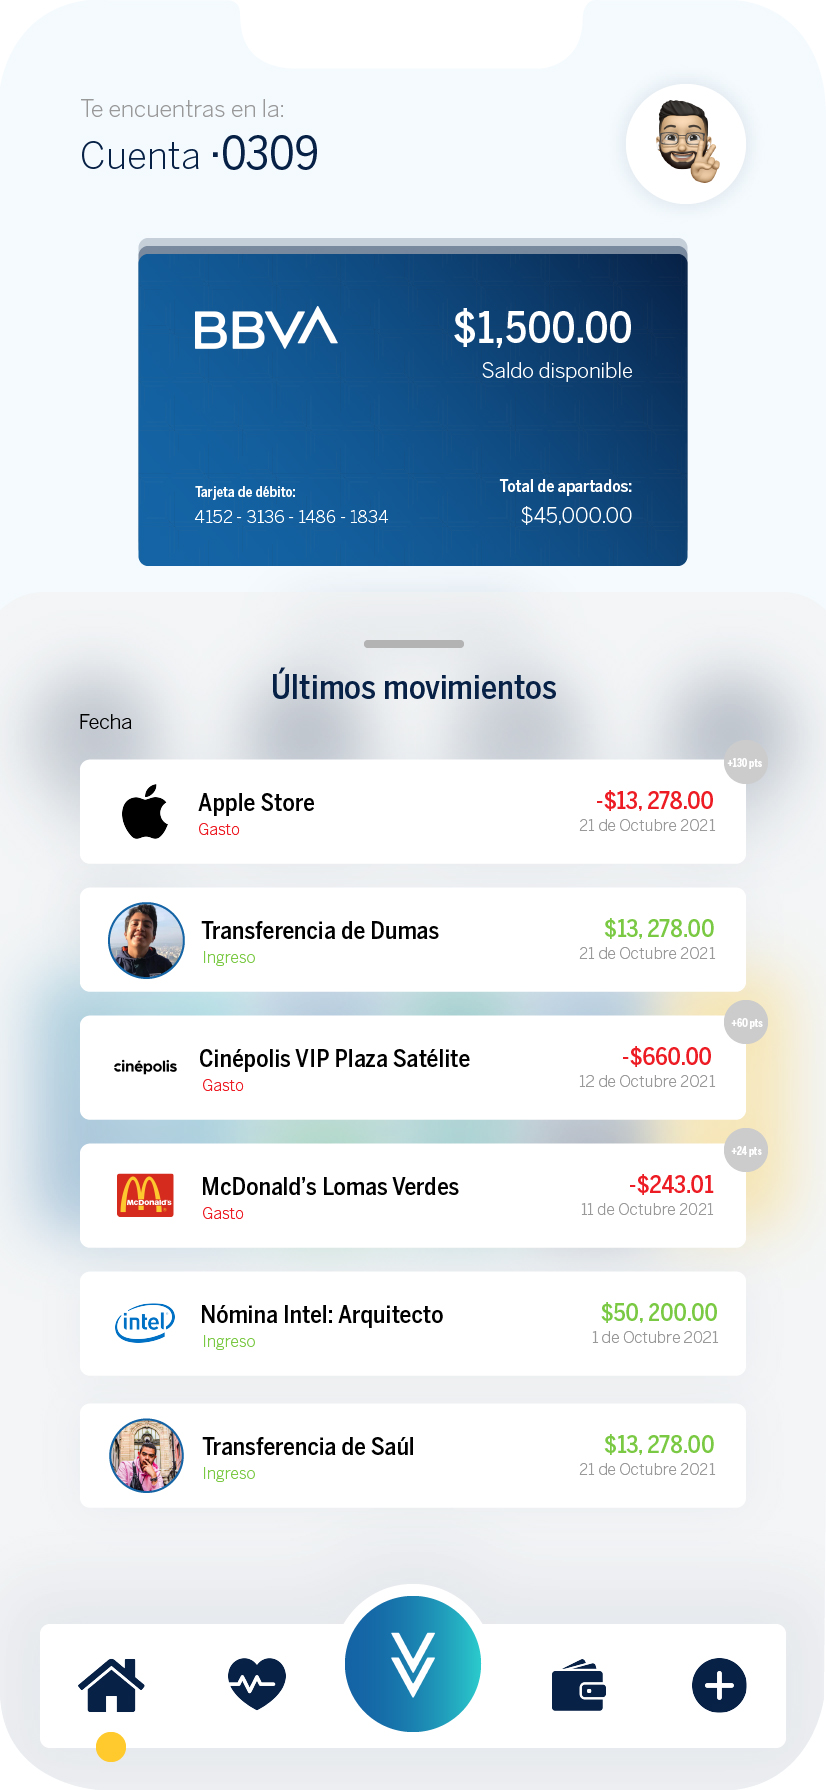 Te encuentras en la:
Cuenta ·0309
BBVA
$1,500.00
Saldo disponible
Tarjeta de débito:
4152 - 3136 - 1486 - 1834
Total de apartados:
$45,000.00
Últimos movimientos
Fecha
+130 pts
Apple Store
Gasto
-$13, 278.00
21 de Octubre 2021
Transferencia de Dumas
Ingreso
$13, 278.00
21 de Octubre 2021
+60 pts
cinépolis
Cinépolis VIP Plaza Satélite
Gasto
-$660.00
12 de Octubre 2021
+24 pts
McDonald's
McDonald’s Lomas Verdes
Gasto
-$243.01
11 de Octubre 2021
intel
Nómina Intel: Arquitecto
Ingreso
$50, 200.00
1 de Octubre 2021
Transferencia de Saúl
Ingreso
$13, 278.00
21 de Octubre 2021